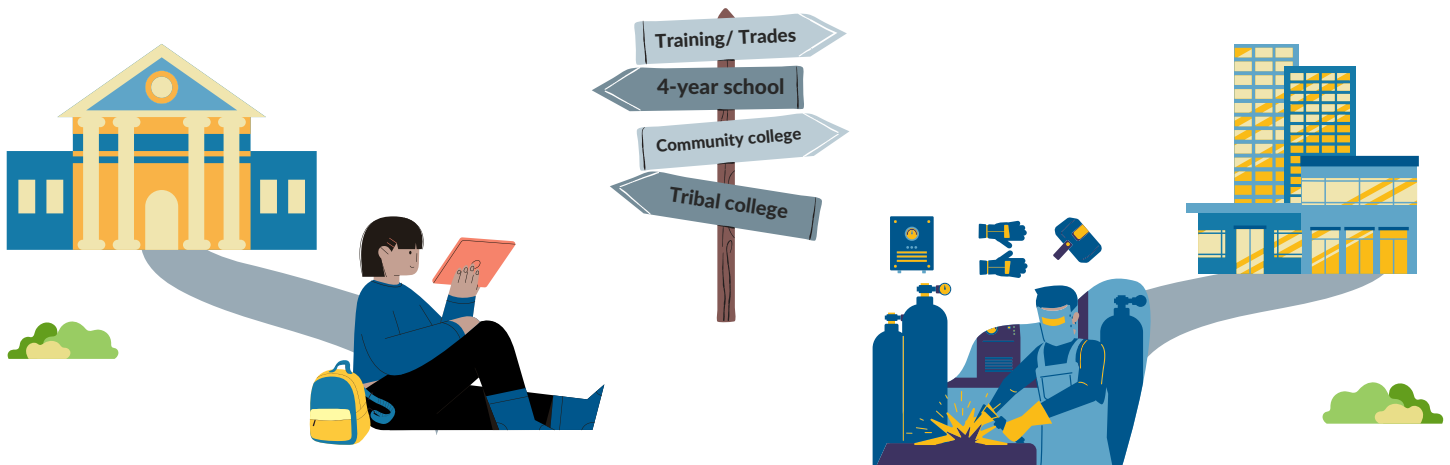 Training/ Trades
4-year school
Community college
Tribal college